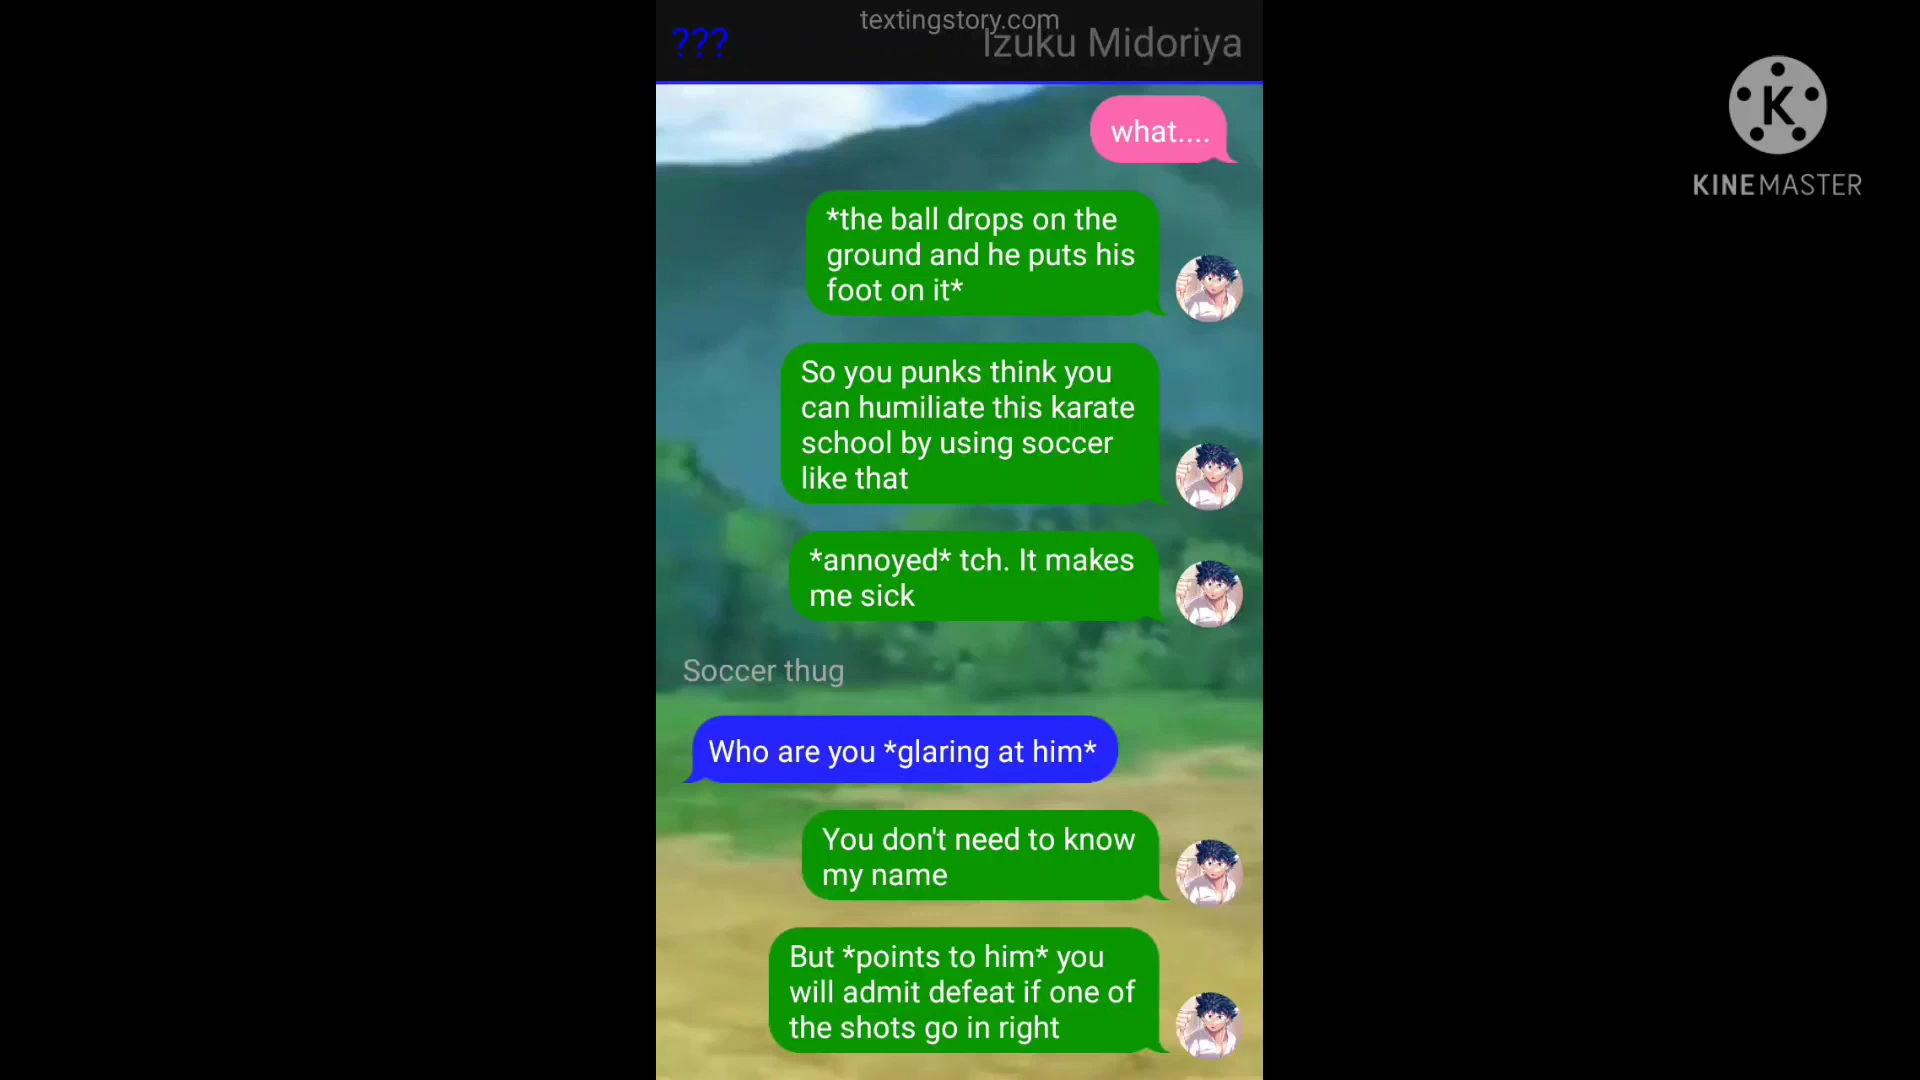 textingstory.com
???
Izuku Midoriya
what....
*the ball drops on the
ground and he puts his
foot on it*
So you punks think you
can humiliate this karate
school by using soccer
like that
*annoyed* tch. It makes
me sick
Soccer thug
Who are you *glaring at him*
You don't need to know
my name
But *points to him* you
will admit defeat if one of
the shots go in right
K
KINEMASTER